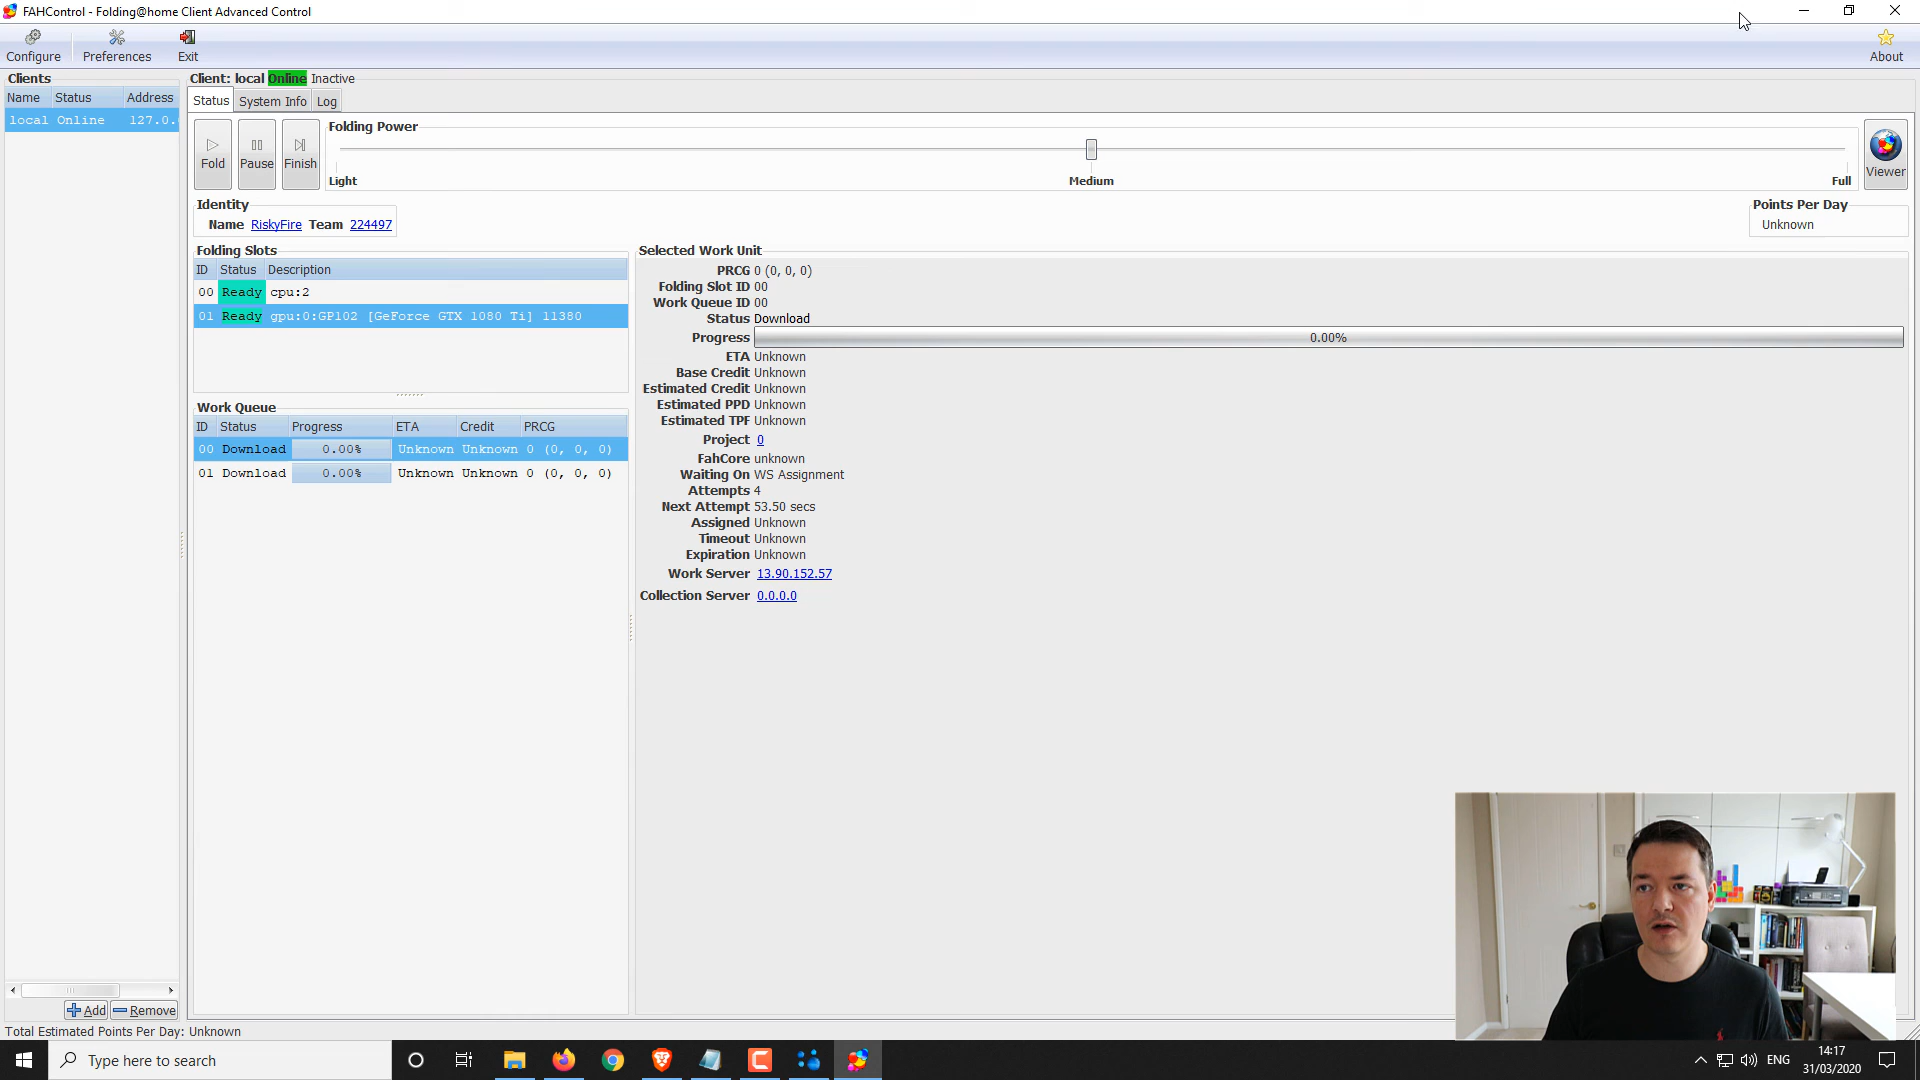 FAHControl - Folding@home Client Advanced Control
Configure Preferences Exit About
Clients
Name Status Address
local Online 127.0.
Add Remove
Client: local Online Inactive
Status System Info Log
Fold Pause Finish
Folding Power
Light Medium Full
Viewer
Identity
Name RiskyFire Team 224497
Points Per Day
Unknown
Folding Slots
ID Status Description
00 Ready cpu:2
01 Ready gpu:0:GP102 [GeForce GTX 1080 Ti] 11380
Work Queue
ID Status Progress ETA Credit PRCG
00 Download 0.00% Unknown Unknown 0 (0, 0, 0)
01 Download 0.00% Unknown Unknown 0 (0, 0, 0)
Selected Work Unit
PRCG 0 (0, 0, 0)
Folding Slot ID 00
Work Queue ID 00
Status Download
Progress 0.00%
ETA Unknown
Base Credit Unknown
Estimated Credit Unknown
Estimated PPD Unknown
Estimated TPF Unknown
Project 0
FahCore unknown
Waiting On WS Assignment
Attempts 4
Next Attempt 53.50 secs
Assigned Unknown
Timeout Unknown
Expiration Unknown
Work Server 13.90.152.57
Collection Server 0.0.0.0
Total Estimated Points Per Day: Unknown
Type here to search
ENG
14:17
31/03/2020